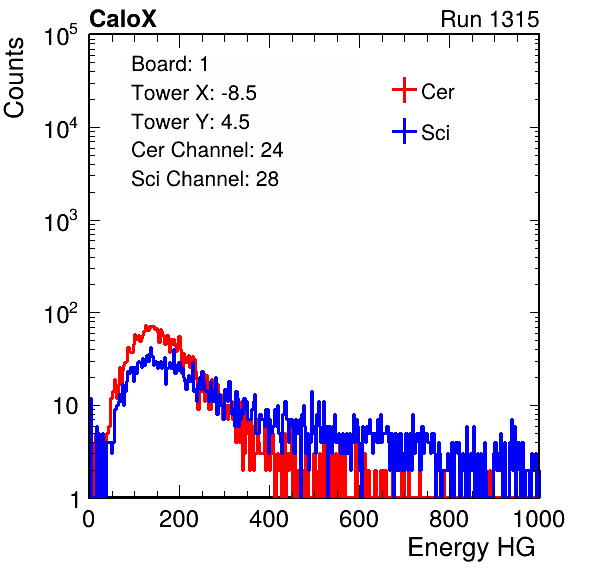 CaloX Run 1315
10^5
Counts
Board: 1
Tower X: -8.5
Tower Y: 4.5
Cer Channel: 24
Sci Channel: 28
Cer
Sci
10^4
10^3
10^2
10
1
0 200 400 600 800 1000
Energy HG